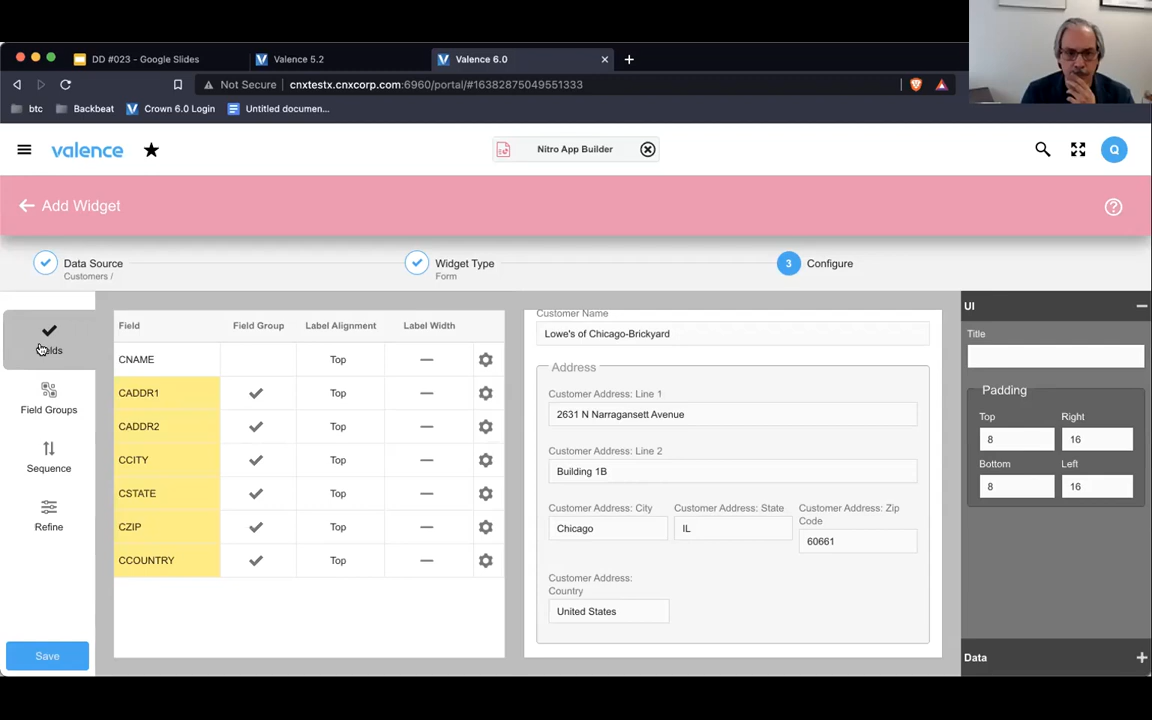 DD #023 - Google Slides
Valence 5.2
Valence 6.0
Not Secure
cnxtestx.cnxcorp.com:6960/portal/#16382875049551333
btc
Backbeat
Crown 6.0 Login
Untitled documen...
valence
Nitro App Builder
Q
Add Widget
Data Source
Customers /
Widget Type
Form
3
Configure
Fields
Field Groups
Sequence
Refine
Save
Field Field Group Label Alignment Label Width
CNAME Top —
CADDR1 Top —
CADDR2 Top —
CCITY Top —
CSTATE Top —
CZIP Top —
CCOUNTRY Top —
Customer Name
Lowe's of Chicago-Brickyard
Address
Customer Address: Line 1
2631 N Narragansett Avenue
Customer Address: Line 2
Building 1B
Customer Address: City
Chicago
Customer Address: State
IL
Customer Address: Zip
Code
60661
Customer Address:
Country
United States
UI
Title
Padding
Top Right
8 16
Bottom Left
8 16
Data